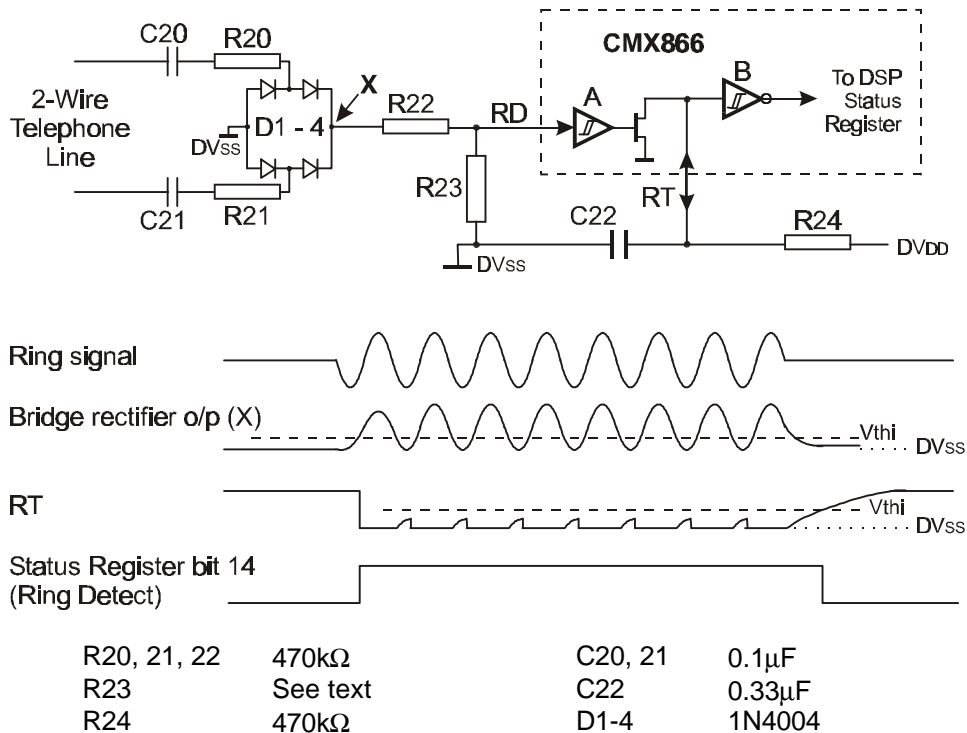 C20
R20
CMX866
2-Wire
Telephone
Line
D1 - 4
DVSS
X
R22
RD
A
B
To DSP
Status
Register
C21
R21
R23
C22
RT
R24
DVSS
DVDD
Ring signal
Bridge rectifier o/p (X)
Vthi
DVSS
RT
Vthi
DVSS
Status Register bit 14
(Ring Detect)
R20, 21, 22 470kΩ C20, 21 0.1μF
R23 See text C22 0.33μF
R24 470kΩ D1-4 1N4004